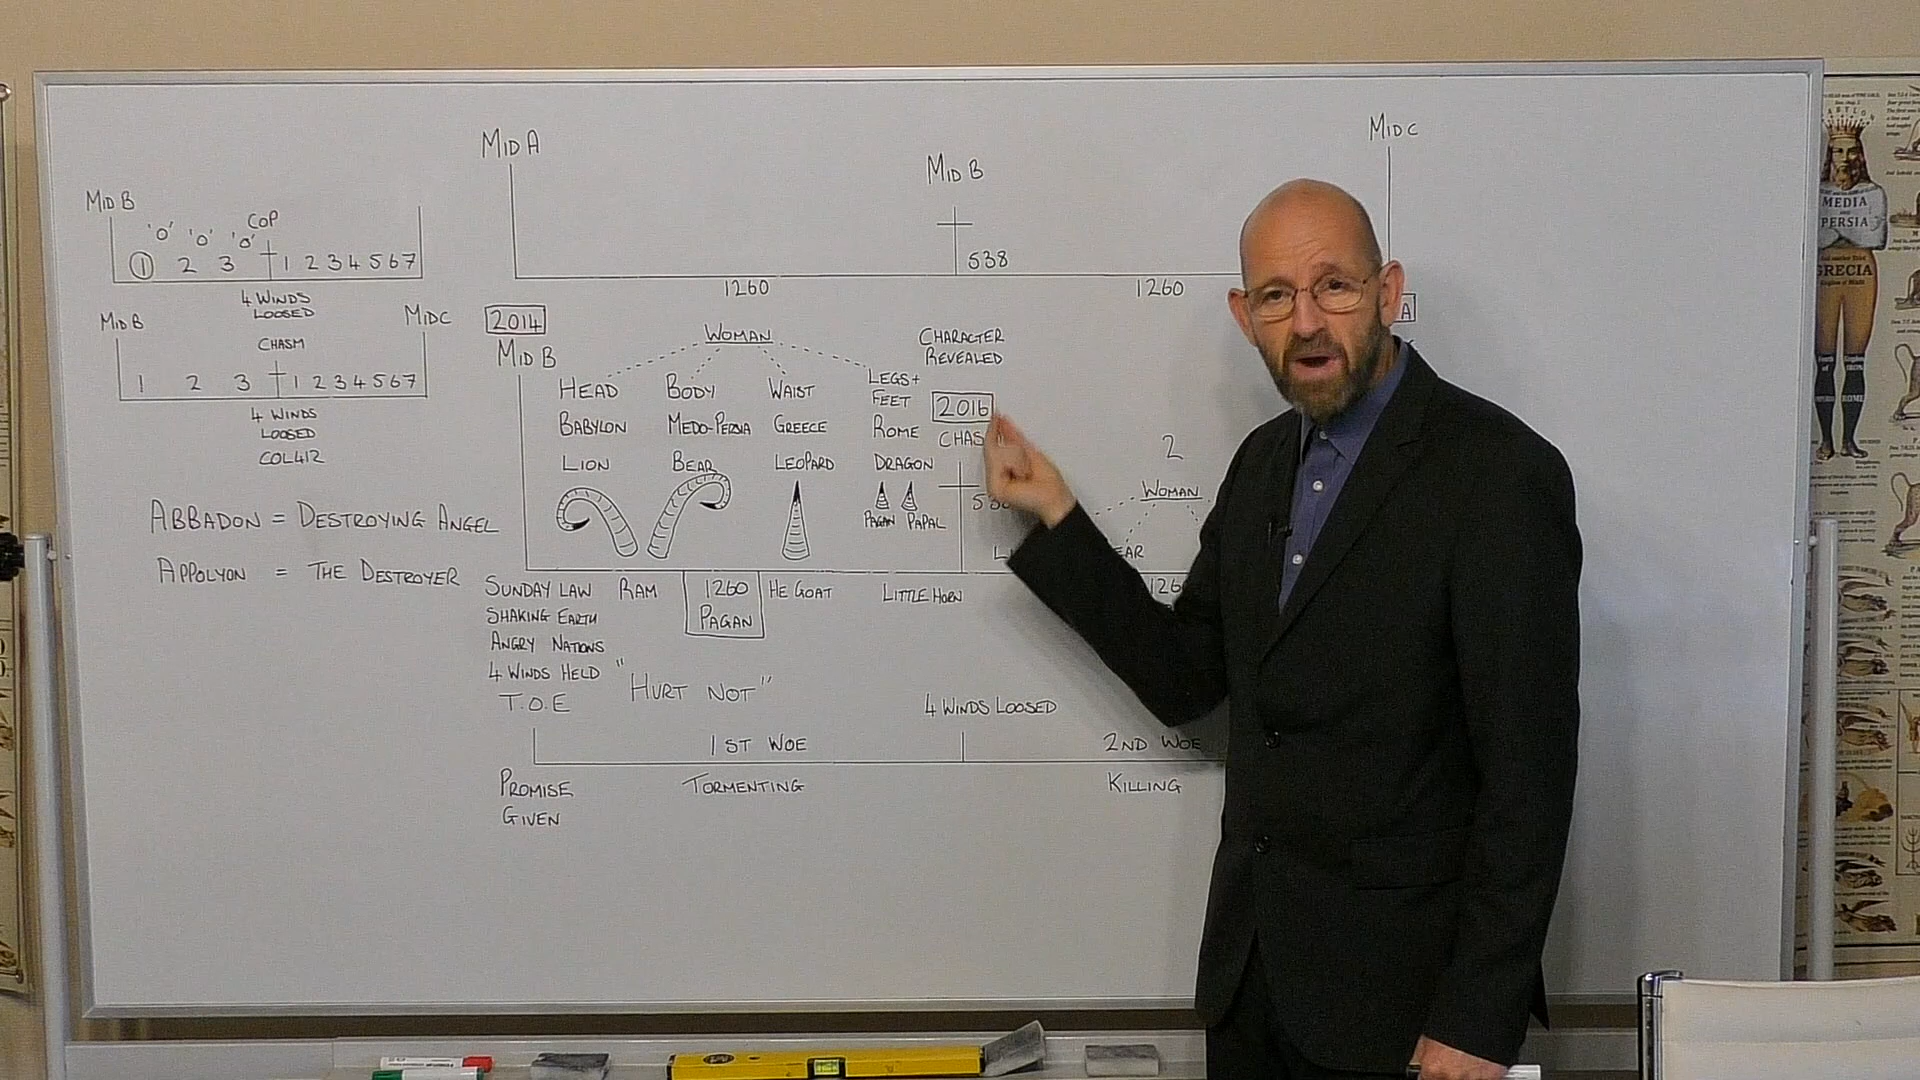 MID A
MID B
MID C
538
1260
1260
MID B
'0' '0' '0' COP
1 2 3 1 2 3 4 5 6 7
4 WINDS
LOOSED
MID B
MID C
CHASM
1 2 3 1 2 3 4 5 6 7
4 WINDS
LOOSED
COL 412
ABBADON = DESTROYING ANGEL
APPOLYON = THE DESTROYER
2014
MID B
WOMAN
CHARACTER
REVEALED
HEAD BODY WAIST LEGS+
FEET
2016
BABYLON MEDO-PERSIA GREECE ROME
LION BEAR LEOPARD DRAGON
PAGAN PAPAL
2
WOMAN
A
SUNDAY LAW RAM 1260 HE GOAT LITTLE HORN
PAGAN
SHAKING EARTH
ANGRY NATIONS
4 WINDS HELD
T.O.E
"HURT NOT"
4 WINDS LOOSED
1ST WOE
2ND WOE
PROMISE
GIVEN
TORMENTING
KILLING
MEDIA
PERSIA
GRECIA